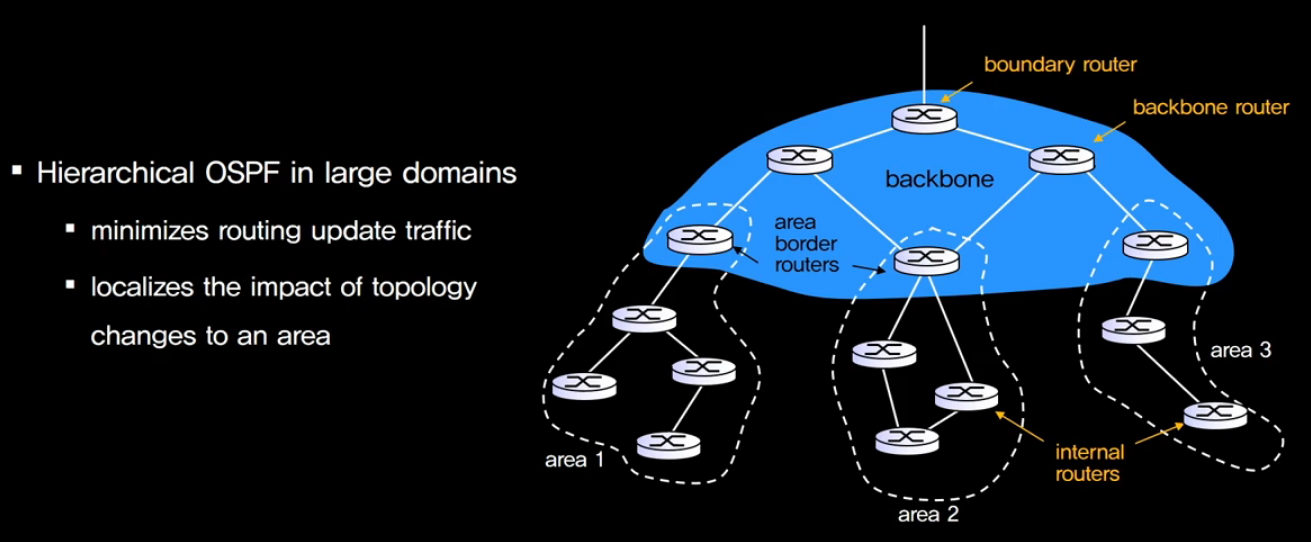 Hierarchical OSPF in large domains
minimizes routing update traffic
localizes the impact of topology
changes to an area
boundary router
backbone router
backbone
area
border
routers
area 1
area 2
area 3
internal
routers